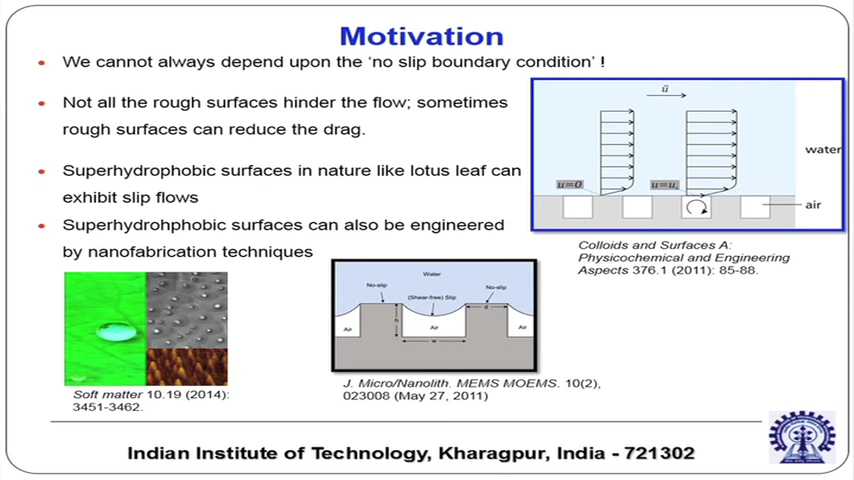 Motivation
We cannot always depend upon the ‘no slip boundary condition’ !
Not all the rough surfaces hinder the flow; sometimes
rough surfaces can reduce the drag.
Superhydrophobic surfaces in nature like lotus leaf can
exhibit slip flows
Superhydrohphobic surfaces can also be engineered
by nanofabrication techniques
ū
water
u=0
u=u
air
Colloids and Surfaces A:
Physicochemical and Engineering
Aspects 376.1 (2011): 85-88.
Water
No-slip
No-slip
(Shear-free) Slip
d
h
Air
Air
Air
w
Soft matter 10.19 (2014):
3451-3462.
J. Micro/Nanolith. MEMS MOEMS. 10(2),
023008 (May 27, 2011)
Indian Institute of Technology, Kharagpur, India - 721302